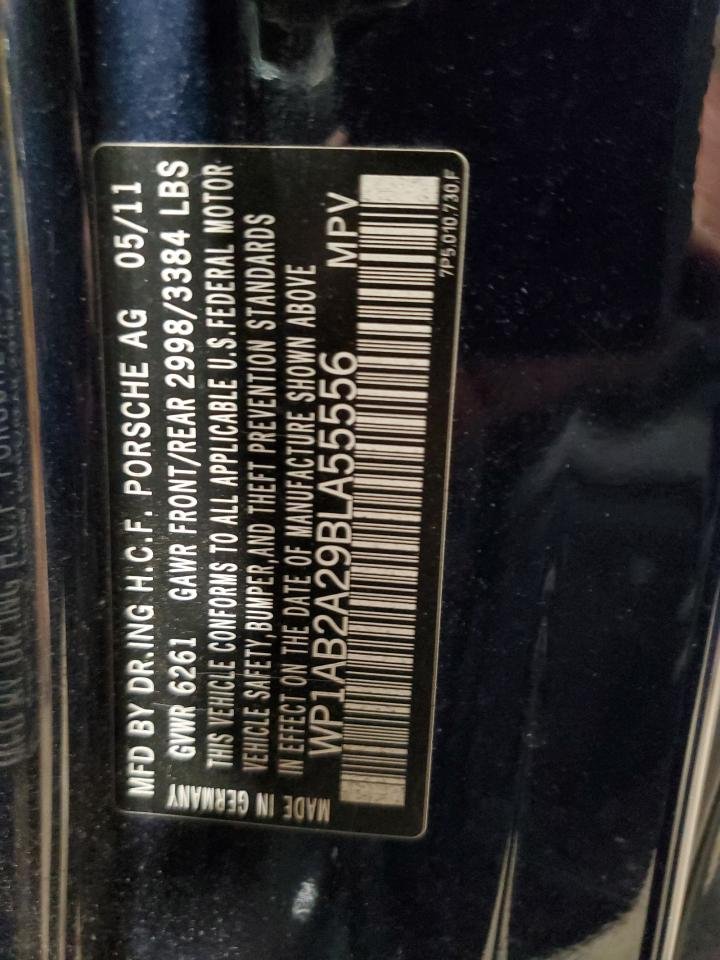 MFD BY DR.ING H.C.F. PORSCHE AG 05/11
GVWR 6261 GAWR FRONT/REAR 2998/3384 LBS
THIS VEHICLE CONFORMS TO ALL APPLICABLE U.S.FEDERAL MOTOR
VEHICLE SAFETY,BUMPER,AND THEFT PREVENTION STANDARDS
IN EFFECT ON THE DATE OF MANUFACTURE SHOWN ABOVE
WP1AB2A29BLA55556 MPV
7P5.010.730.F
MADE IN GERMANY